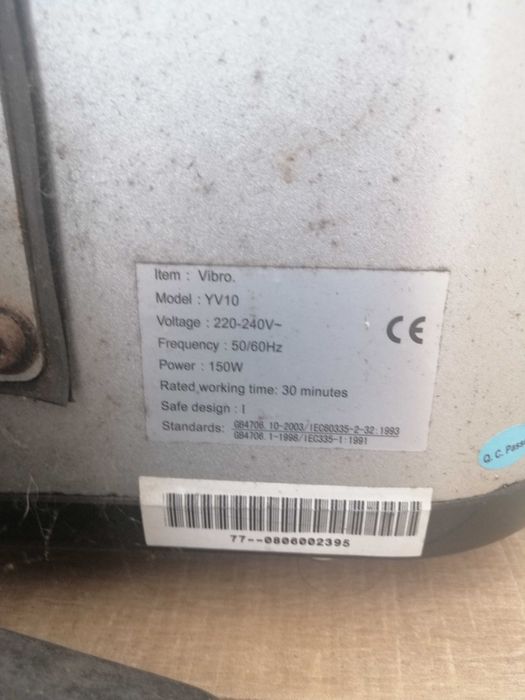 Item : Vibro.
Model : YV10
Voltage : 220-240V~
Frequency : 50/60Hz
Power : 150W
Rated working time: 30 minutes
Safe design : I
Standards: GB4706.10-2003/IEC60335-2-32:1993
GB4706.1-1998/IEC335-1:1991
CE
Q.C. Passe
77--0806002395